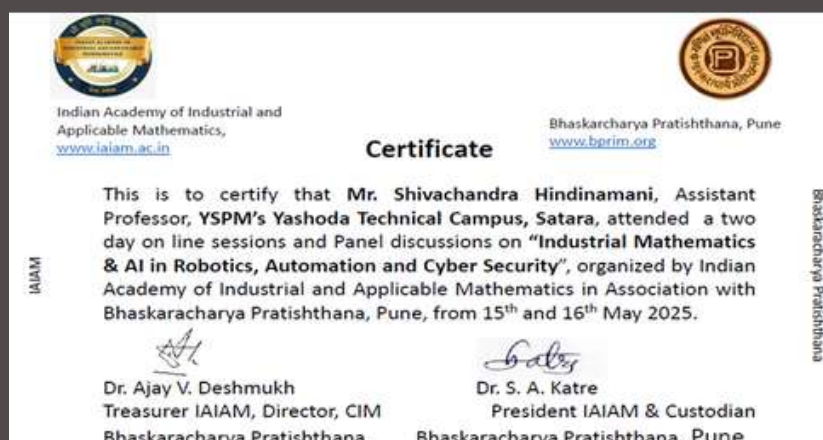 Indian Academy of Industrial and
Applicable Mathematics,
www.iaiam.ac.in
Bhaskarcharya Pratishthana, Pune
www.bprim.org
Certificate
This is to certify that Mr. Shivachandra Hindinamani, Assistant
Professor, YSPM's Yashoda Technical Campus, Satara, attended a two
day on line sessions and Panel discussions on “Industrial Mathematics
& AI in Robotics, Automation and Cyber Security”, organized by Indian
Academy of Industrial and Applicable Mathematics in Association with
Bhaskaracharya Pratishthana, Pune, from 15th and 16th May 2025.
IAIAM
Bhaskaracharya Pratishthana
Dr. Ajay V. Deshmukh
Treasurer IAIAM, Director, CIM
Bhaskaracharya Pratishthana
Dr. S. A. Katre
President IAIAM & Custodian
Bhaskaracharya Pratishthana, Pune